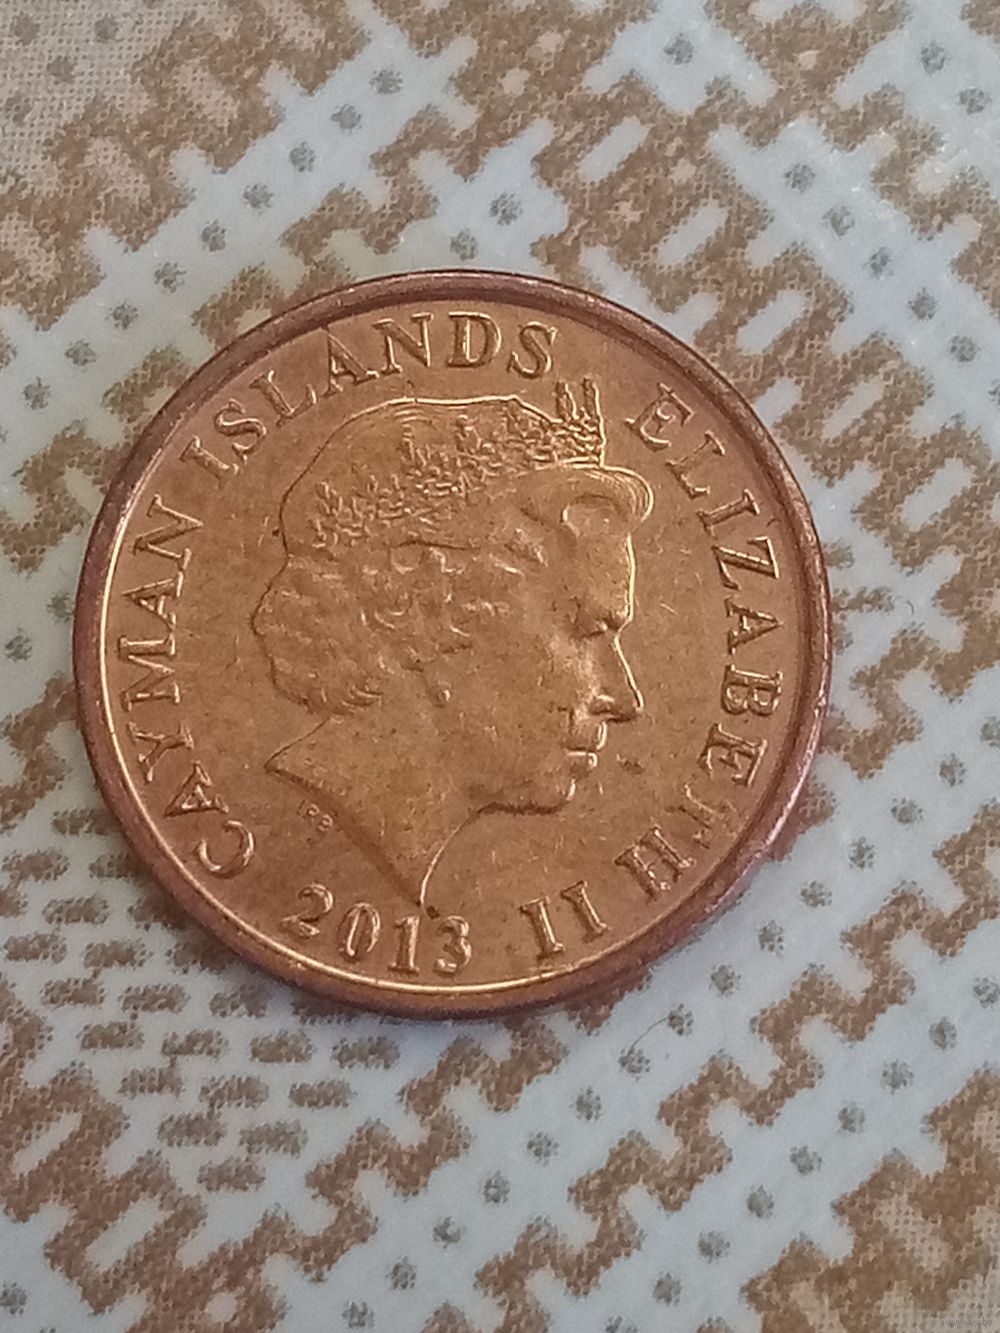 CAYMAN ISLANDS
ELIZABETH II
2013
IRB